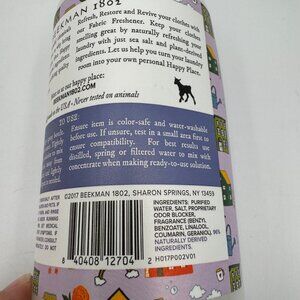 BEEKMAN 1802
Refresh, Restore and Revive your clothes with
our Fabric Freshener. Keep your clothes
smelling great by naturally refreshing your
laundry with just sea salt and plant-derived
ingredients. Let us help you turn your laundry
room into your own personal Happy Place.
at our happy place:
BEEKMAN1802.COM
the USA - Never tested on animals
TO USE:
Ensure item is color-safe and water-washable
before use. If unsure, test in a small area first to
ensure compatibility. For best results use
distilled, spring or filtered water to mix with
concentrate when making ready-to-use solution.
©2017 BEEKMAN 1802, SHARON SPRINGS, NY 13459
INGREDIENTS: PURIFIED
WATER, SALT, PROPRIETARY
ODOR BLOCKER,
FRAGRANCE (BENZYL
BENZOATE, LINALOOL,
COUMARIN, GERANIOL). 96%
NATURALLY DERIVED
INGREDIENTS.
H017P002V01
8 40408 12704 2